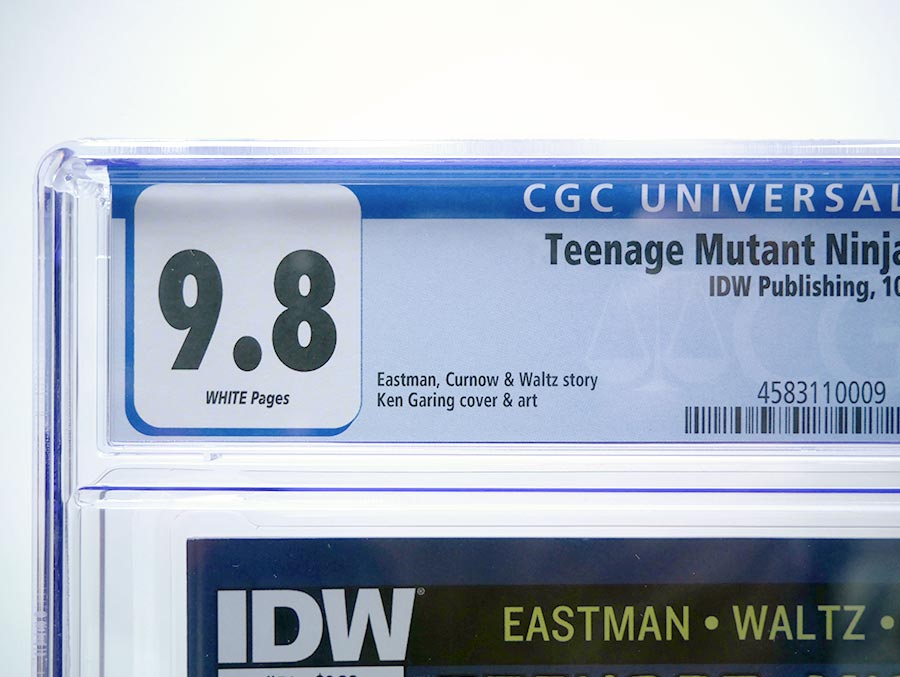 CGC UNIVERSAL
9.8
WHITE Pages
Teenage Mutant Ninja
IDW Publishing, 10
Eastman, Curnow & Waltz story
Ken Garing cover & art
4583110009
IDW®
EASTMAN • WALTZ •